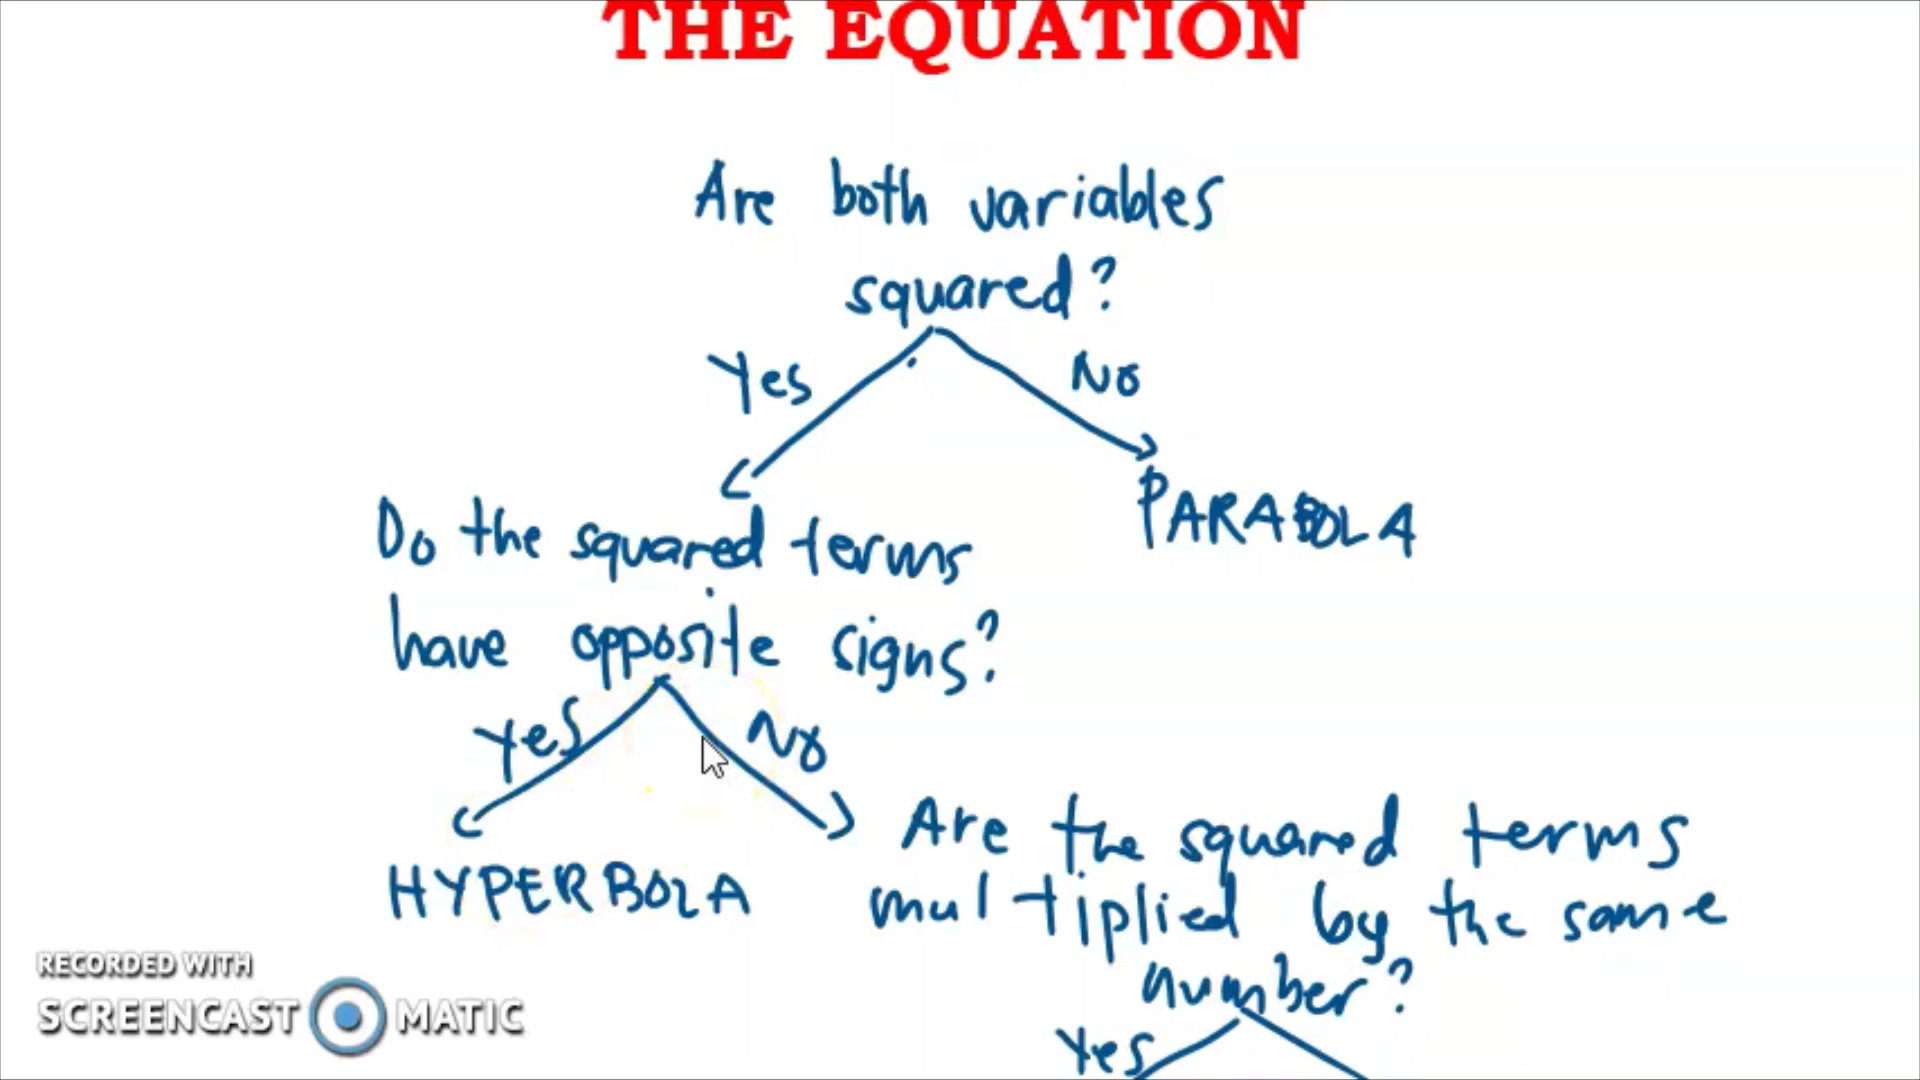 THE EQUATION
Are both variables
squared?
Yes
No
PARABOLA
Do the squared terms
have opposite signs?
Yes
No
HYPERBOLA
Are the squared terms
multiplied by the same
number?
Yes
RECORDED WITH
SCREENCAST MATIC